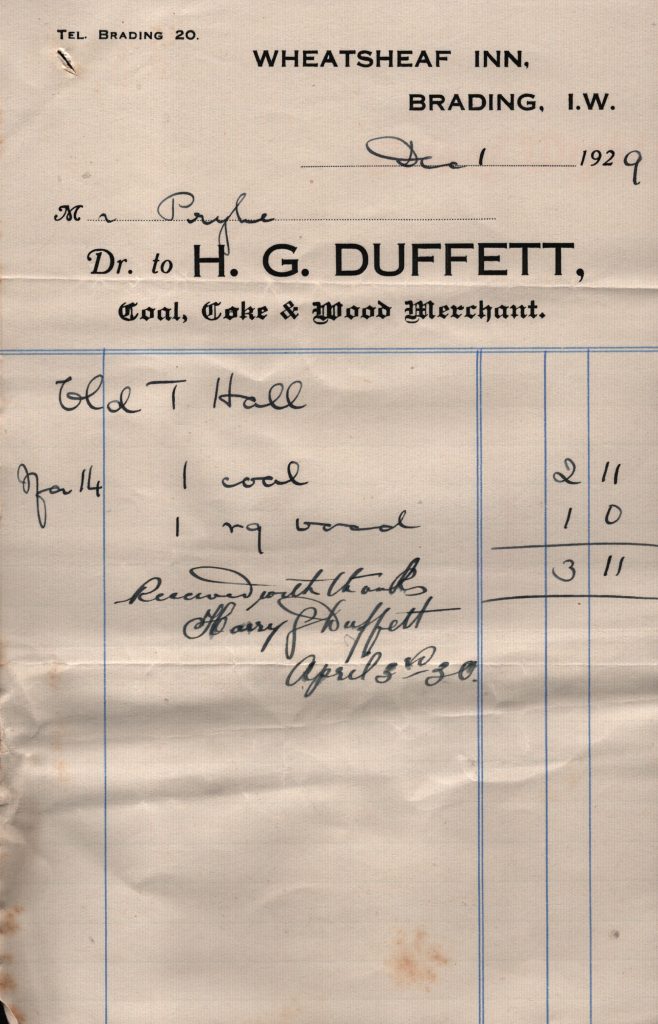 TEL. BRADING 20.
WHEATSHEAF INN,
BRADING, I.W.
Dec 1 1929
Mr
Dr. to H. G. DUFFETT,
Coal, Coke & Wood Merchant.
Old T Hall
14 1 coal 2 11
1 wood 1 0
3 11
Received with thanks
Harry G Duffett
April 3rd 30.